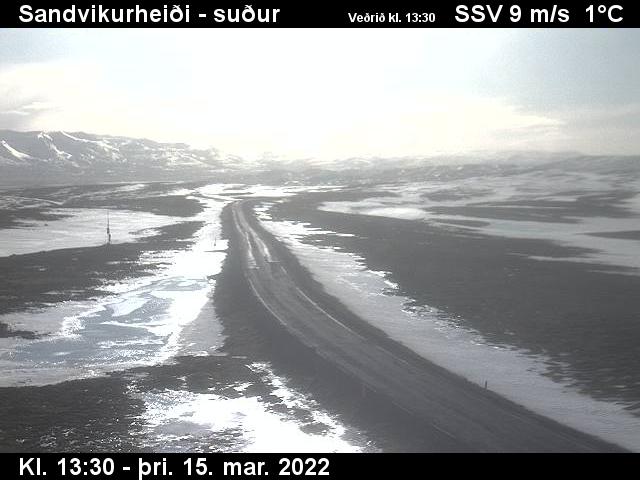 Sandvikurheiði - suður Veðrið kl. 13:30 SSV 9 m/s 1°C
Kl. 13:30 - þri. 15. mar. 2022